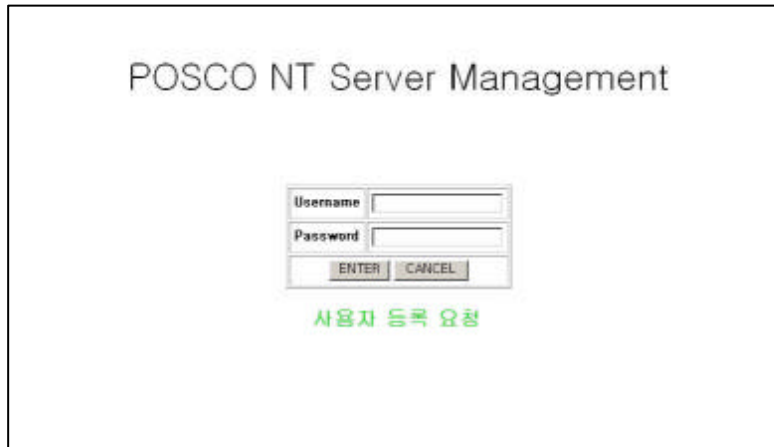 POSCO NT Server Management
Username
Password
ENTER CANCEL
사용자 등록 요청